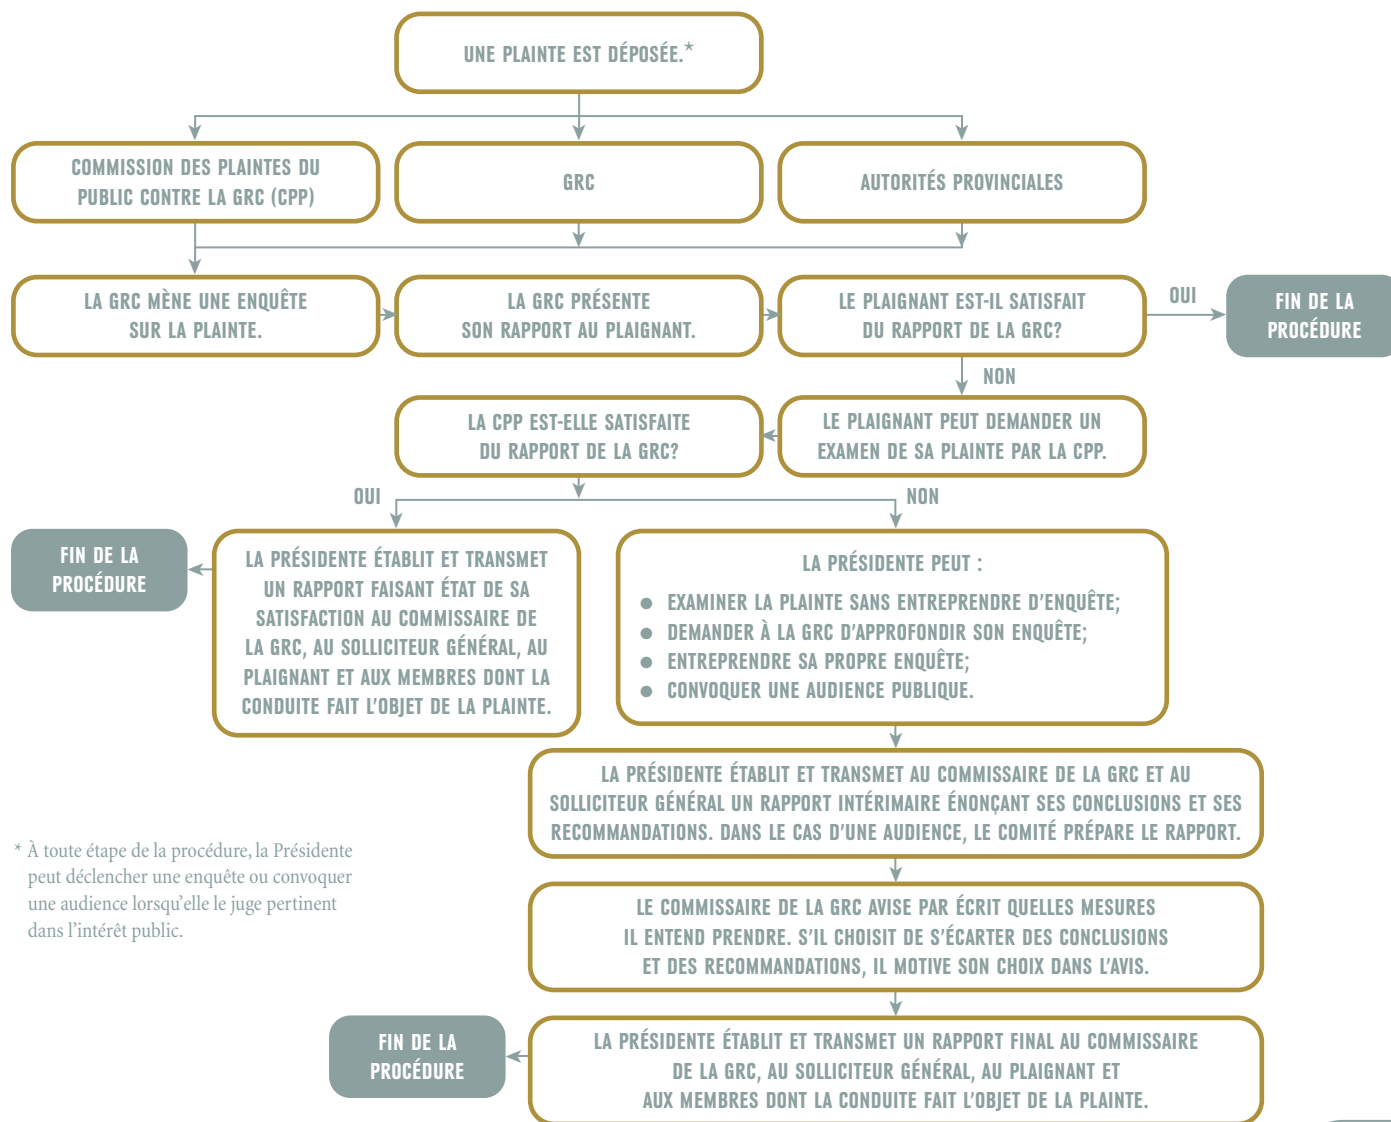 UNE PLAINTE EST DÉPOSÉE.*
COMMISSION DES PLAINTES DU
PUBLIC CONTRE LA GRC (CPP)
GRC
AUTORITÉS PROVINCIALES
LA GRC MÈNE UNE ENQUÊTE
SUR LA PLAINTE.
LA GRC PRÉSENTE
SON RAPPORT AU PLAIGNANT.
LE PLAIGNANT EST-IL SATISFAIT
DU RAPPORT DE LA GRC?
OUI
FIN DE LA
PROCÉDURE
NON
LE PLAIGNANT PEUT DEMANDER UN
EXAMEN DE SA PLAINTE PAR LA CPP.
LA CPP EST-ELLE SATISFAITE
DU RAPPORT DE LA GRC?
OUI
NON
FIN DE LA
PROCÉDURE
LA PRÉSIDENTE ÉTABLIT ET TRANSMET
UN RAPPORT FAISANT ÉTAT DE SA
SATISFACTION AU COMMISSAIRE DE
LA GRC, AU SOLLICITEUR GÉNÉRAL, AU
PLAIGNANT ET AUX MEMBRES DONT LA
CONDUITE FAIT L'OBJET DE LA PLAINTE.
LA PRÉSIDENTE PEUT :
● EXAMINER LA PLAINTE SANS ENTREPRENDRE D'ENQUÊTE;
● DEMANDER À LA GRC D'APPROFONDIR SON ENQUÊTE;
● ENTREPRENDRE SA PROPRE ENQUÊTE;
● CONVOQUER UNE AUDIENCE PUBLIQUE.
LA PRÉSIDENTE ÉTABLIT ET TRANSMET AU COMMISSAIRE DE LA GRC ET AU
SOLLICITEUR GÉNÉRAL UN RAPPORT INTÉRIMAIRE ÉNONÇANT SES CONCLUSIONS ET SES
RECOMMANDATIONS. DANS LE CAS D'UNE AUDIENCE, LE COMITÉ PRÉPARE LE RAPPORT.
* À toute étape de la procédure, la Présidente
peut déclencher une enquête ou convoquer
une audience lorsqu'elle le juge pertinent
dans l'intérêt public.
LE COMMISSAIRE DE LA GRC AVISE PAR ÉCRIT QUELLES MESURES
IL ENTEND PRENDRE. S'IL CHOISIT DE S'ÉCARTER DES CONCLUSIONS
ET DES RECOMMANDATIONS, IL MOTIVE SON CHOIX DANS L'AVIS.
FIN DE LA
PROCÉDURE
LA PRÉSIDENTE ÉTABLIT ET TRANSMET UN RAPPORT FINAL AU COMMISSAIRE
DE LA GRC, AU SOLLICITEUR GÉNÉRAL, AU PLAIGNANT ET
AUX MEMBRES DONT LA CONDUITE FAIT L'OBJET DE LA PLAINTE.